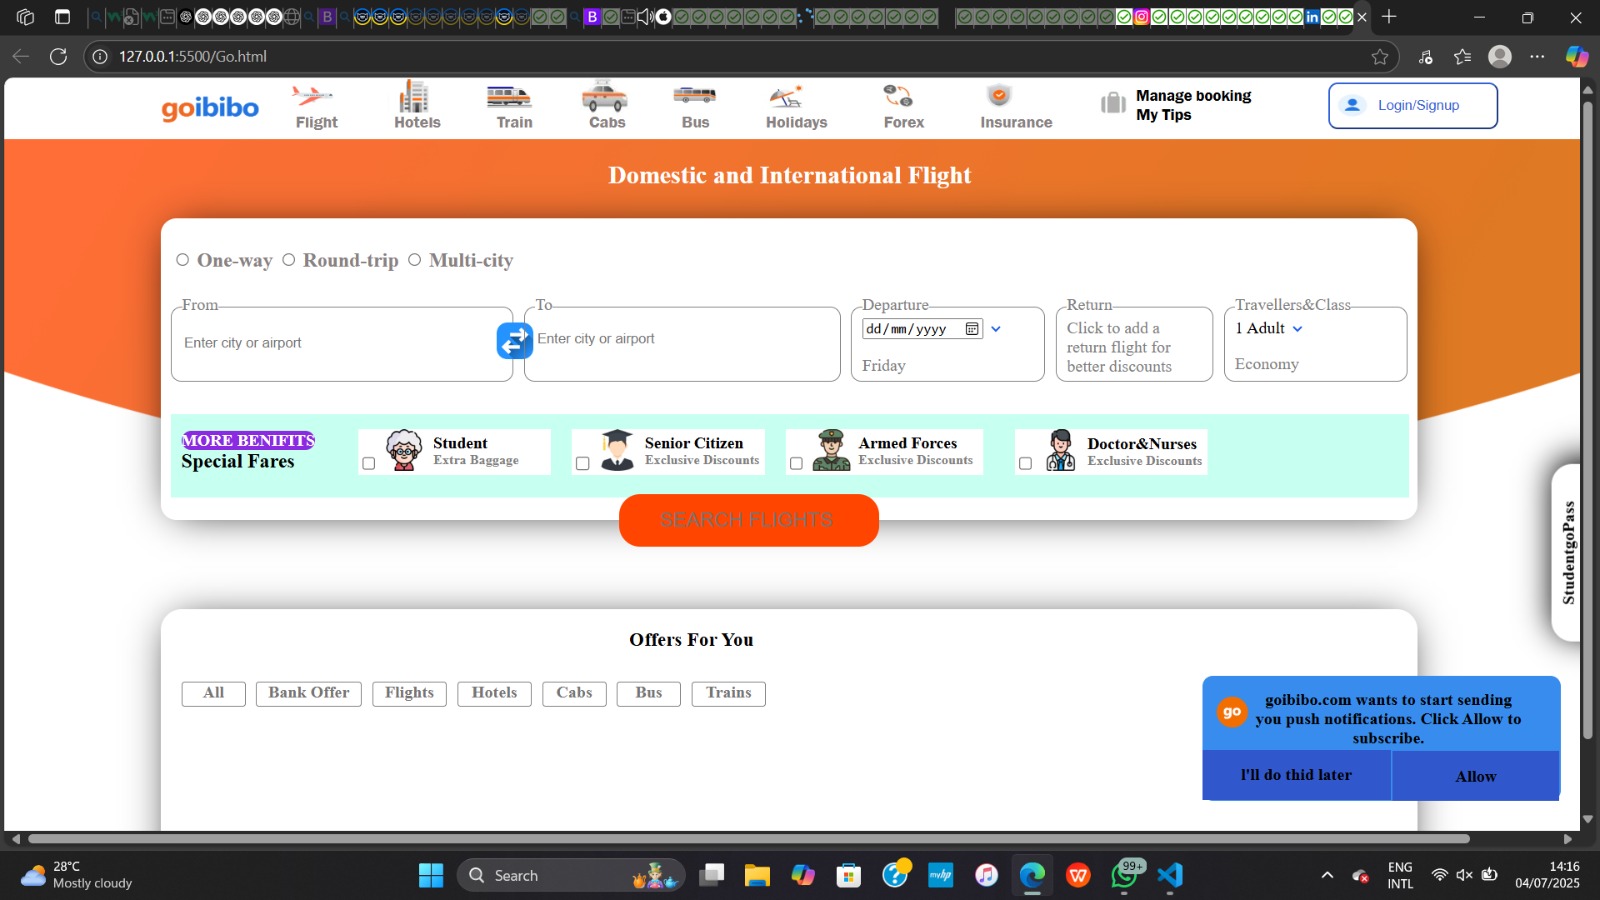 127.0.0.1:5500/Go.html
goibibo
Flight
Hotels
Train
Cabs
Bus
Holidays
Forex
Insurance
Manage booking
My Tips
Login/Signup
Domestic and International Flight
One-way
Round-trip
Multi-city
From
Enter city or airport
To
Enter city or airport
Departure
dd/mm/yyyy
Friday
Return
Click to add a
return flight for
better discounts
Travellers&Class
1 Adult
Economy
MORE BENIFITS
Special Fares
Student
Extra Baggage
Senior Citizen
Exclusive Discounts
Armed Forces
Exclusive Discounts
Doctor&Nurses
Exclusive Discounts
SEARCH FLIGHTS
StudentgoPass
Offers For You
All
Bank Offer
Flights
Hotels
Cabs
Bus
Trains
go
goibibo.com wants to start sending
you push notifications. Click Allow to
subscribe.
I'll do thid later
Allow
28°C
Mostly cloudy
Search
99+
ENG
INTL
14:16
04/07/2025